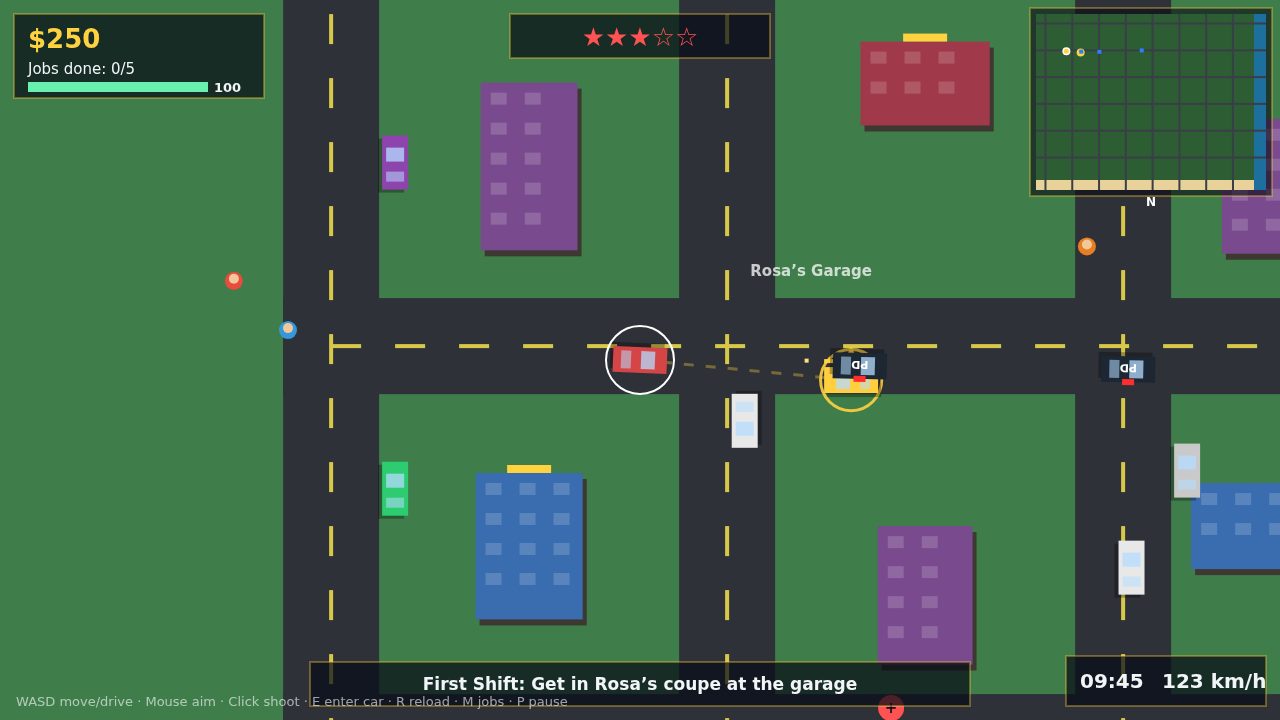 $250
Jobs done: 0/5
100
★★★☆☆
N
Rosa’s Garage
PD
PD
First Shift: Get in Rosa’s coupe at the garage
WASD move/drive · Mouse aim · Click shoot · E enter car · R reload · M jobs · P pause
+
09:45 123 km/h